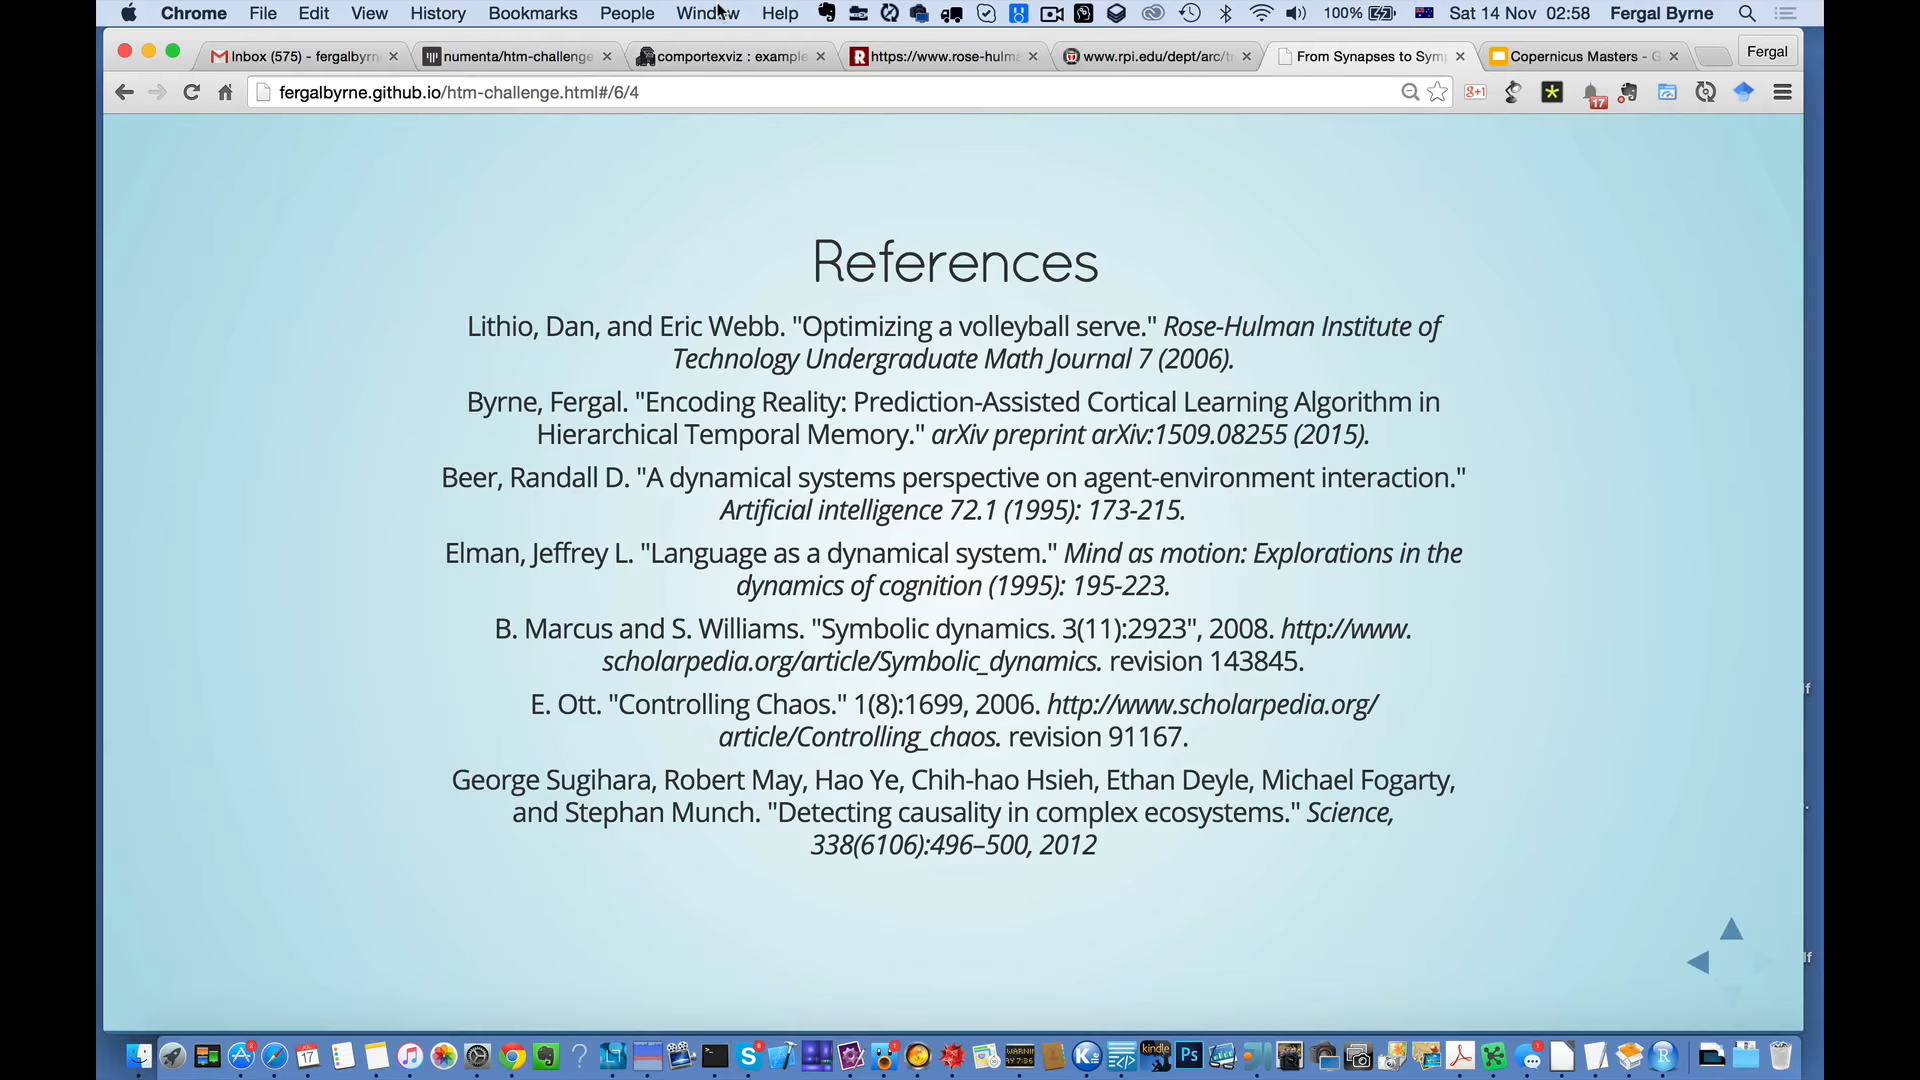 Chrome File Edit View History Bookmarks People Window Help 100% Sat 14 Nov 02:58 Fergal Byrne
Inbox (575) - fergalbyrn
numenta/htm-challenge
comportexviz : example
https://www.rose-hulma
www.rpi.edu/dept/arc/tr
From Synapses to Sym
Copernicus Masters - G
Fergal
fergalbyrne.github.io/htm-challenge.html#/6/4
17
References
Lithio, Dan, and Eric Webb. "Optimizing a volleyball serve." Rose-Hulman Institute of
Technology Undergraduate Math Journal 7 (2006).
Byrne, Fergal. "Encoding Reality: Prediction-Assisted Cortical Learning Algorithm in
Hierarchical Temporal Memory." arXiv preprint arXiv:1509.08255 (2015).
Beer, Randall D. "A dynamical systems perspective on agent-environment interaction."
Artificial intelligence 72.1 (1995): 173-215.
Elman, Jeffrey L. "Language as a dynamical system." Mind as motion: Explorations in the
dynamics of cognition (1995): 195-223.
B. Marcus and S. Williams. "Symbolic dynamics. 3(11):2923", 2008. http://www.
scholarpedia.org/article/Symbolic_dynamics. revision 143845.
E. Ott. "Controlling Chaos." 1(8):1699, 2006. http://www.scholarpedia.org/
article/Controlling_chaos. revision 91167.
George Sugihara, Robert May, Hao Ye, Chih-hao Hsieh, Ethan Deyle, Michael Fogarty,
and Stephan Munch. "Detecting causality in complex ecosystems." Science,
338(6106):496–500, 2012